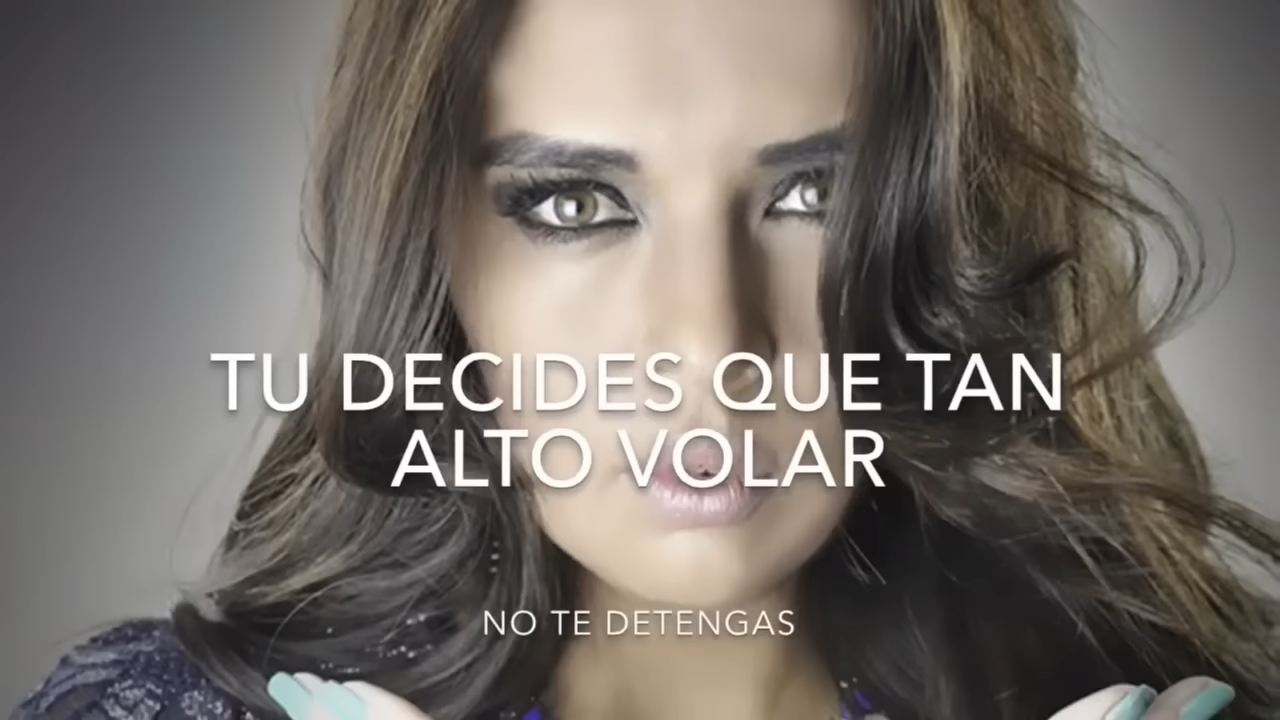 TU DECIDES QUE TAN
ALTO VOLAR
NO TE DETENGAS